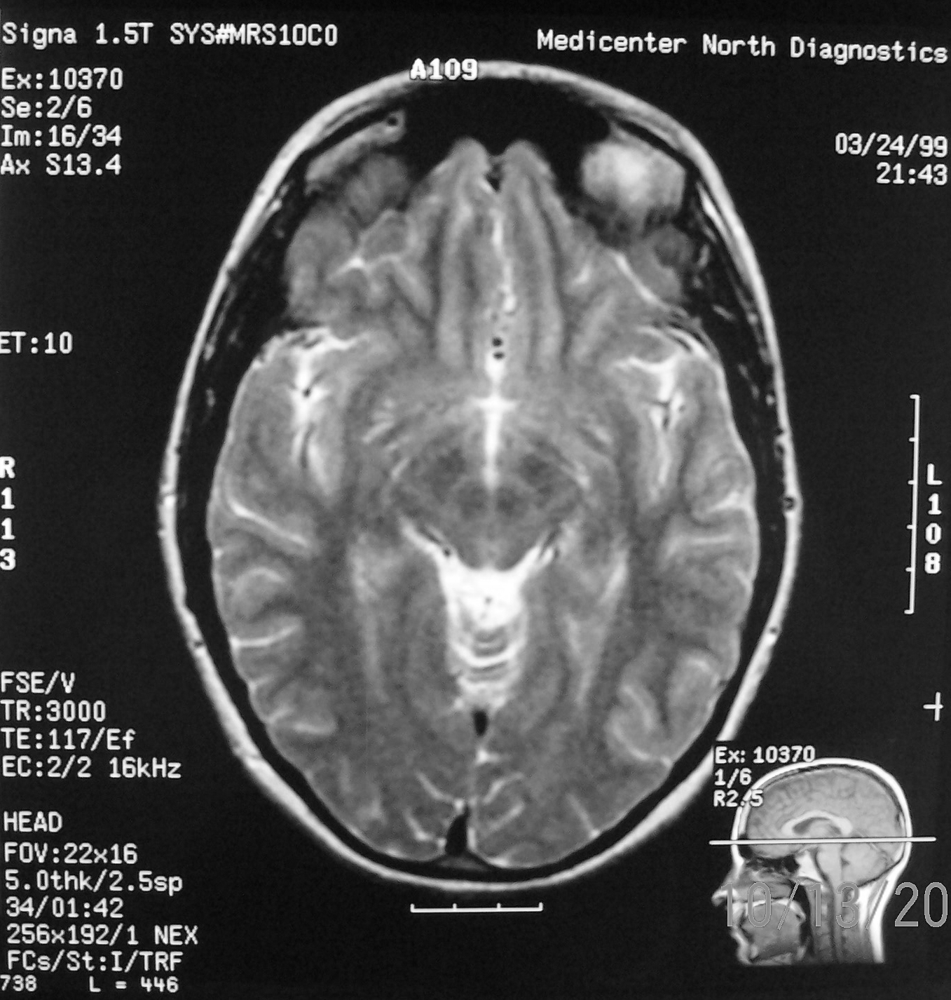 Signa 1.5T SYS#MRS10C0
Medicenter North Diagnostics
A109
Ex:10370
Se:2/6
Im:16/34
Ax S13.4
03/24/99
21:43
ET:10
R
1
1
3
L
1
0
8
FSE/V
TR:3000
TE:117/Ef
EC:2/2 16kHz
HEAD
FOV:22x16
5.0thk/2.5sp
34/01:42
256x192/1 NEX
FCs/St:I/TRF
738 L = 446
Ex: 10370
1/6
R2.5
10/13/20